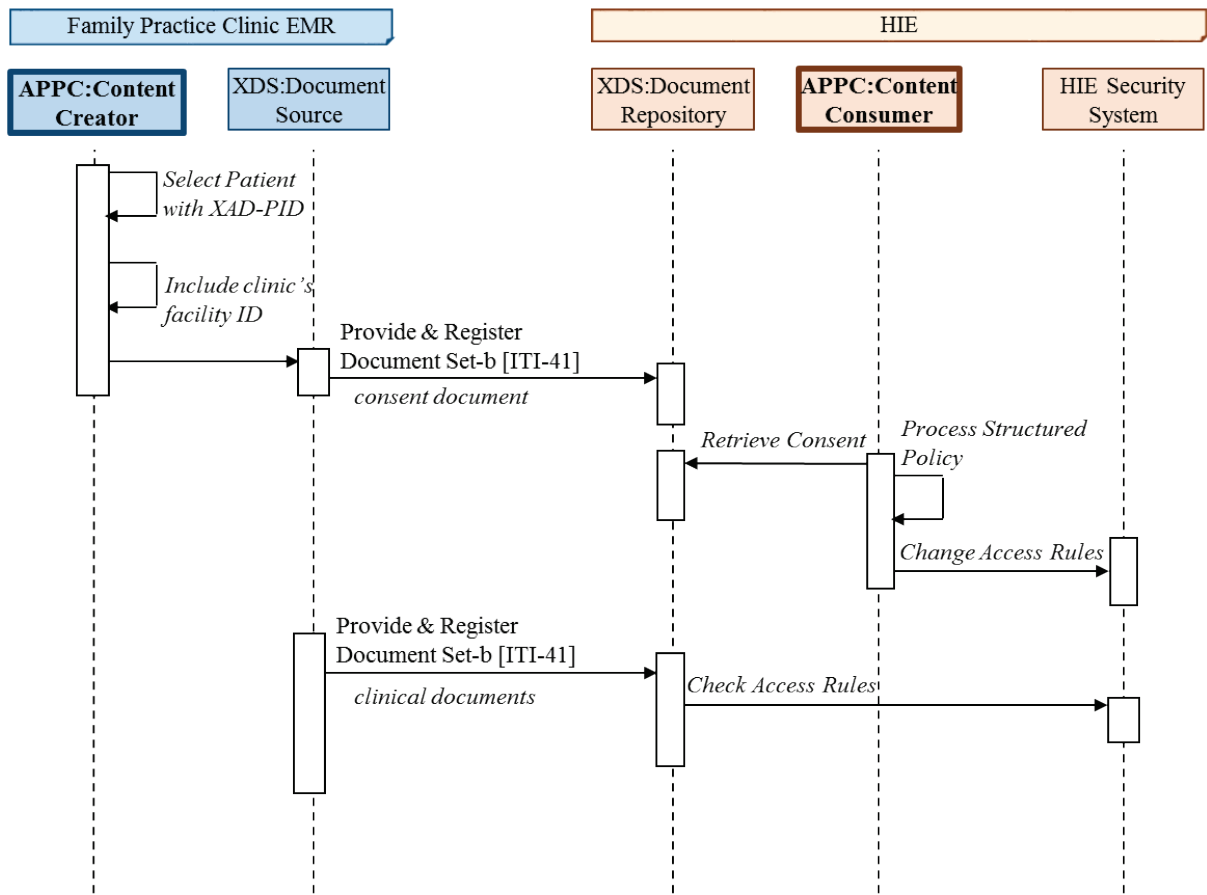 Family Practice Clinic EMR
HIE
APPC:Content
Creator
XDS:Document
Source
XDS:Document
Repository
APPC:Content
Consumer
HIE Security
System
Select Patient
with XAD-PID
Include clinic’s
facility ID
Provide & Register
Document Set-b [ITI-41]
consent document
Retrieve Consent
Process Structured
Policy
Change Access Rules
Provide & Register
Document Set-b [ITI-41]
clinical documents
Check Access Rules